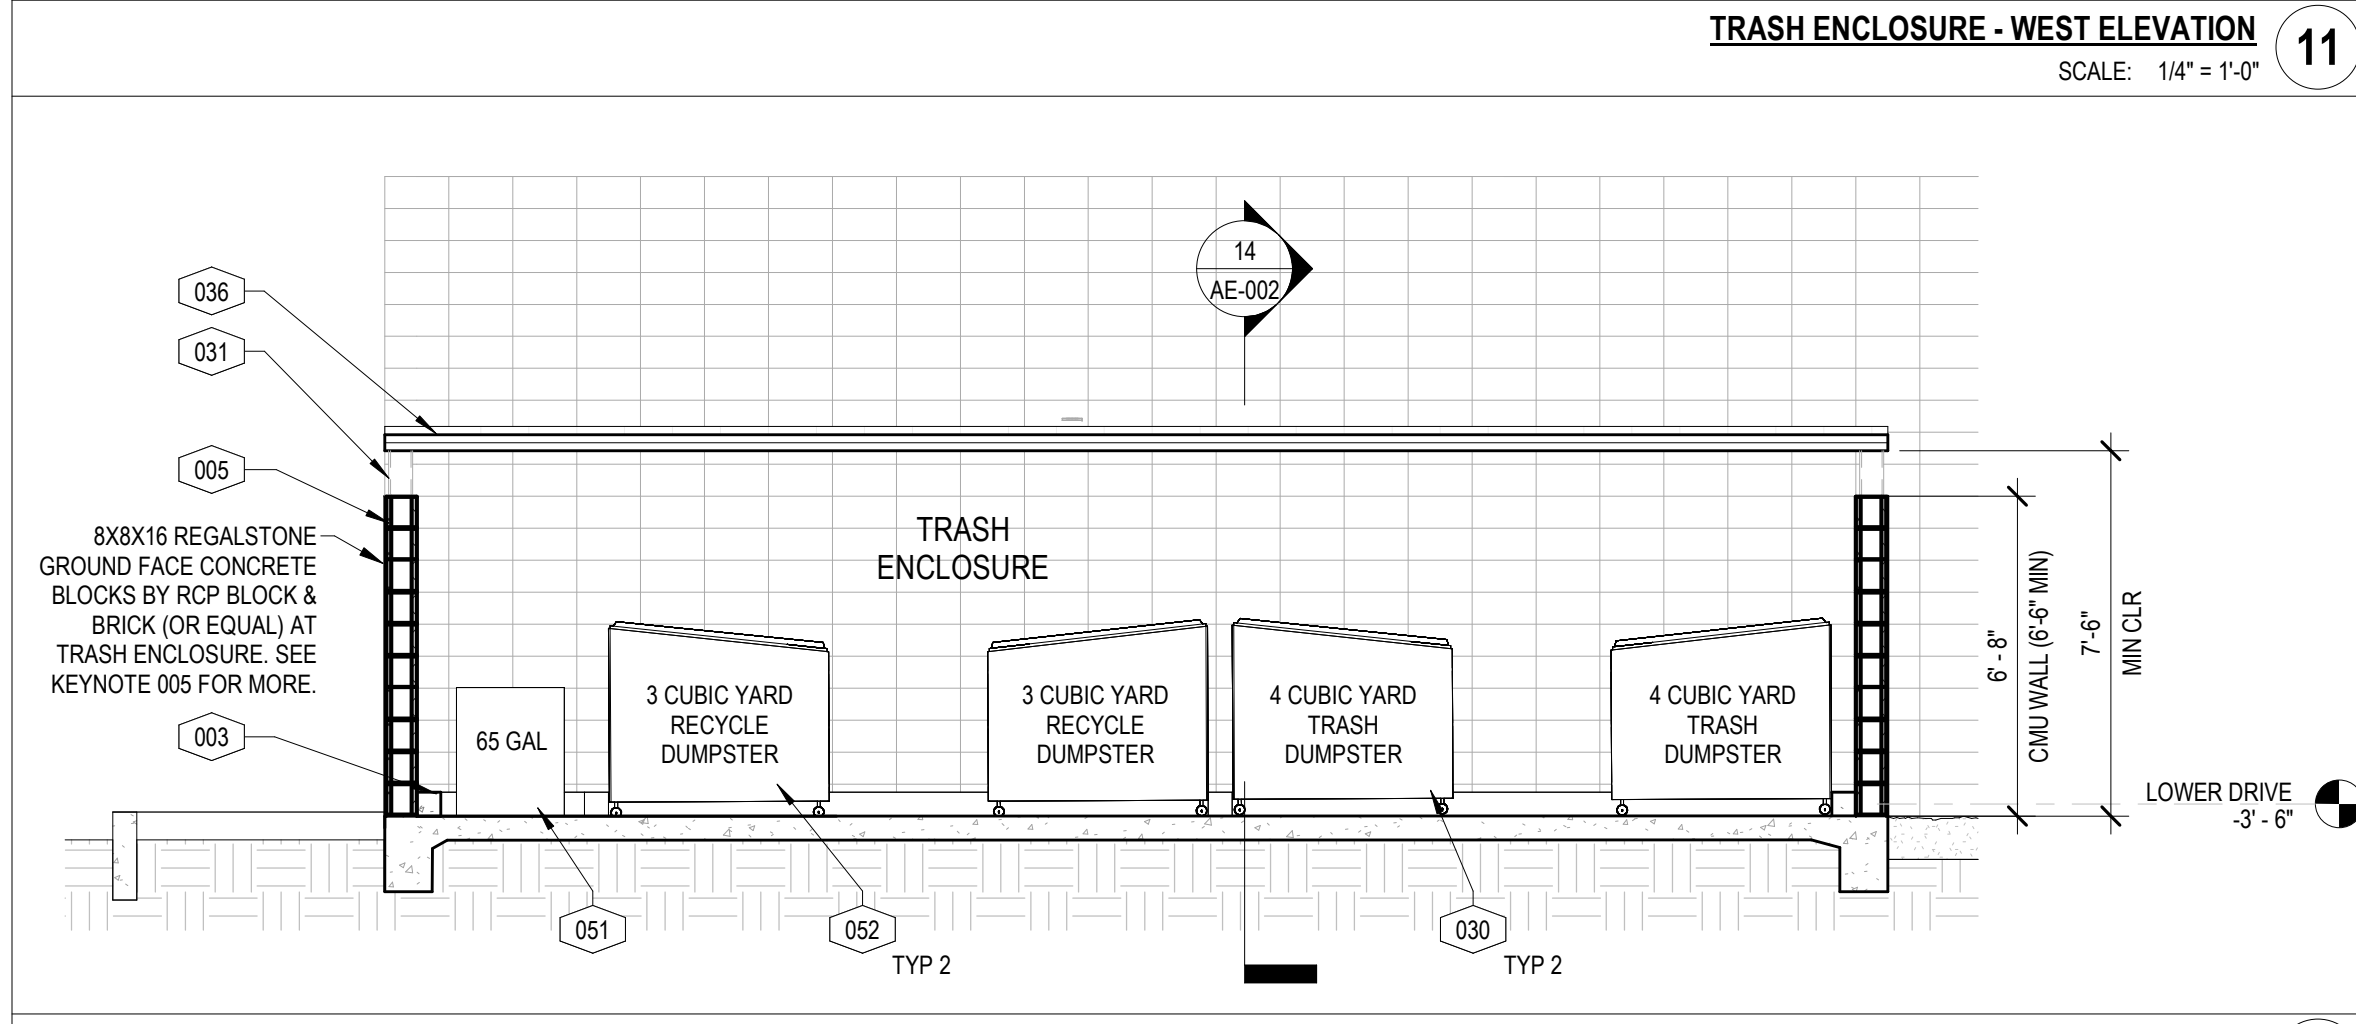 TRASH ENCLOSURE - WEST ELEVATION
11
SCALE: 1/4" = 1'-0"
14
AE-002
036
031
005
8X8X16 REGALSTONE
GROUND FACE CONCRETE
BLOCKS BY RCP BLOCK &
BRICK (OR EQUAL) AT
TRASH ENCLOSURE. SEE
KEYNOTE 005 FOR MORE.
003
TRASH
ENCLOSURE
65 GAL
3 CUBIC YARD
RECYCLE
DUMPSTER
3 CUBIC YARD
RECYCLE
DUMPSTER
4 CUBIC YARD
TRASH
DUMPSTER
4 CUBIC YARD
TRASH
DUMPSTER
6' - 8"
CMU WALL (6'-6" MIN)
7'-6"
MIN CLR
LOWER DRIVE
-3' - 6"
051
052
TYP 2
030
TYP 2